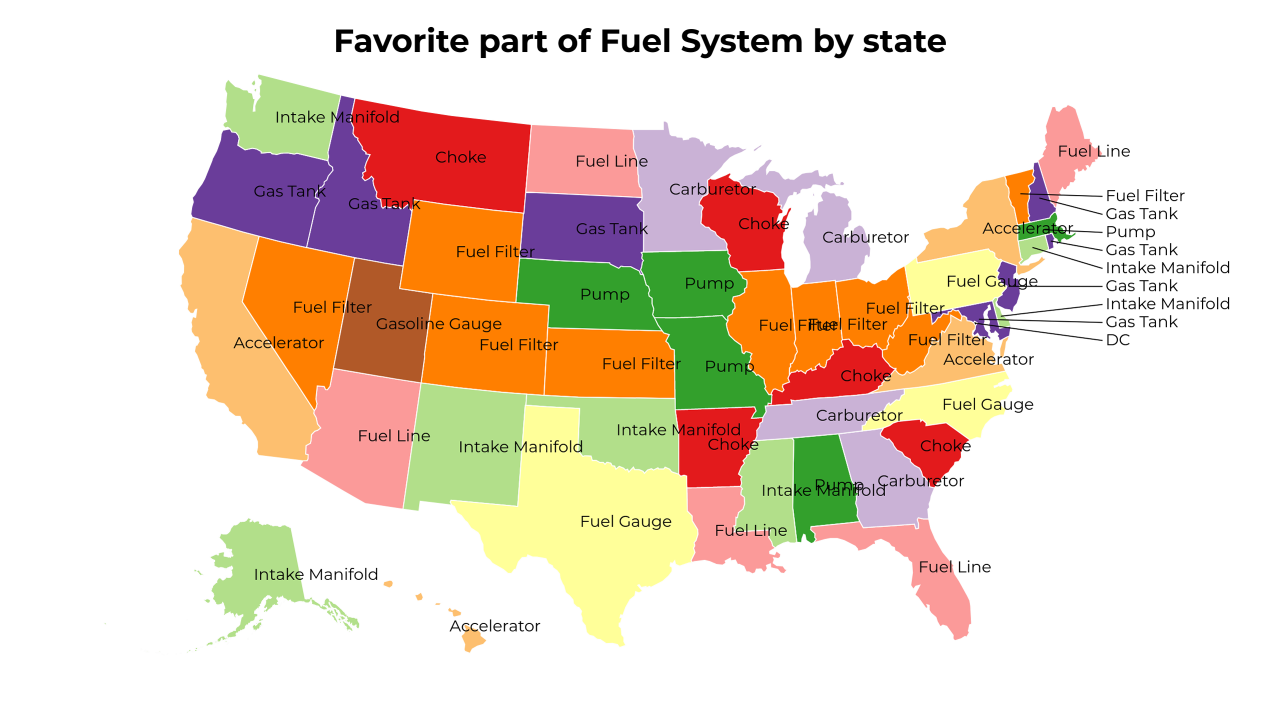 Favorite part of Fuel System by state
Intake Manifold
Choke
Fuel Line
Fuel Line
Gas Tank
Gas Tank
Carburetor
Fuel Filter
Gas Tank
Choke
Gas Tank
Accelerator
Pump
Carburetor
Fuel Filter
Gas Tank
Intake Manifold
Fuel Gauge
Gas Tank
Pump
Pump
Intake Manifold
Fuel Filter
Fuel Filter
Gas Tank
Gasoline Gauge
Fuel Filter
Fuel Filter
Fuel Filter
DC
Accelerator
Fuel Filter
Accelerator
Fuel Filter
Pump
Choke
Fuel Gauge
Carburetor
Fuel Line
Intake Manifold
Intake Manifold
Choke
Choke
Carburetor
Pump
Intake Manifold
Fuel Gauge
Fuel Line
Fuel Line
Intake Manifold
Accelerator